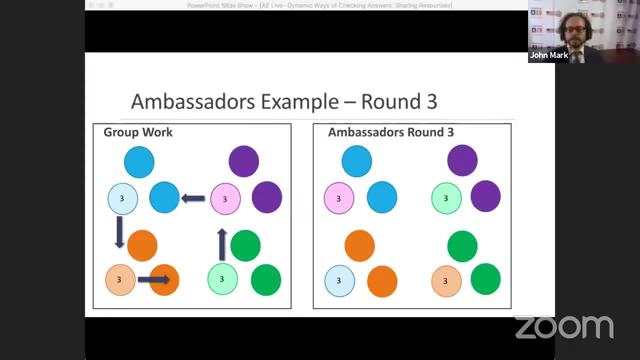 PowerPoint Slide Show - [AE Live- Dynamic Ways of Checking Answers: Sharing Responses]
John Mark
Ambassadors Example – Round 3
Group Work
3
3
3
3
Ambassadors Round 3
3
3
3
3
zoom